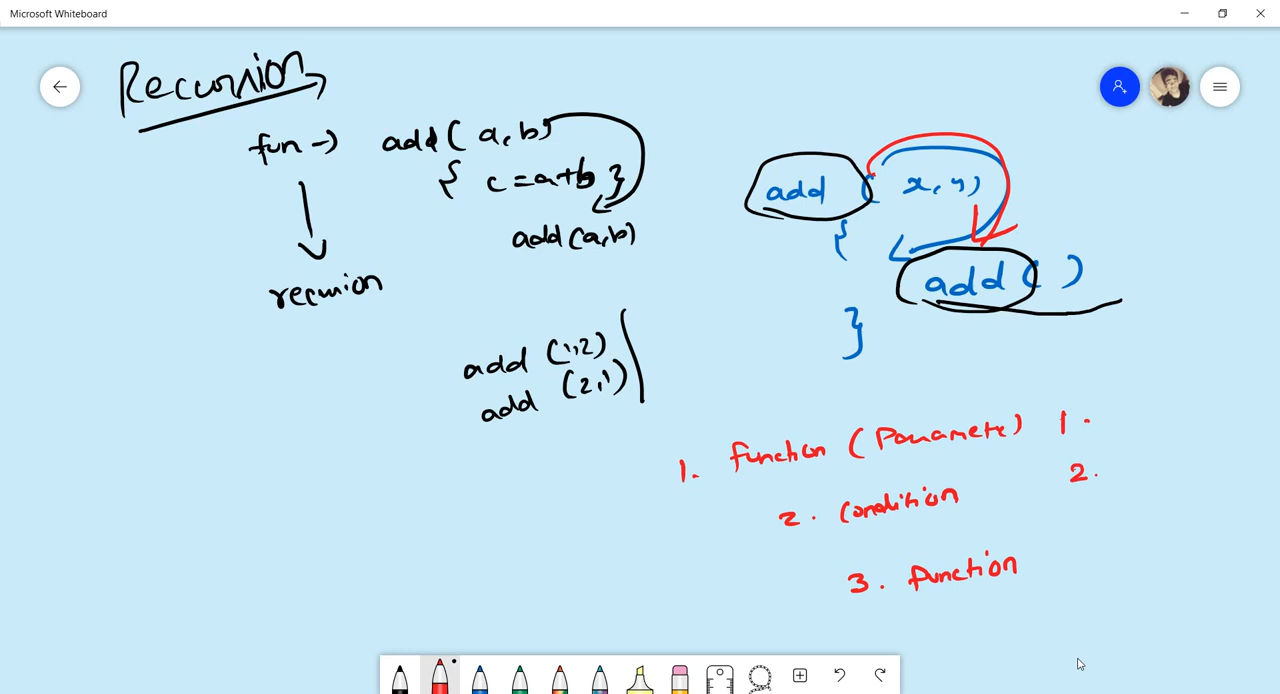 Microsoft Whiteboard
Recursion
fun → add( a, b)
{ c = a+b }
add(a,b)
recursion
add (1,2)
add (2,1)
add ( x, y)
{
add ( )
}
1. function (Paramete) 1.
2.
2. Condition
3. function